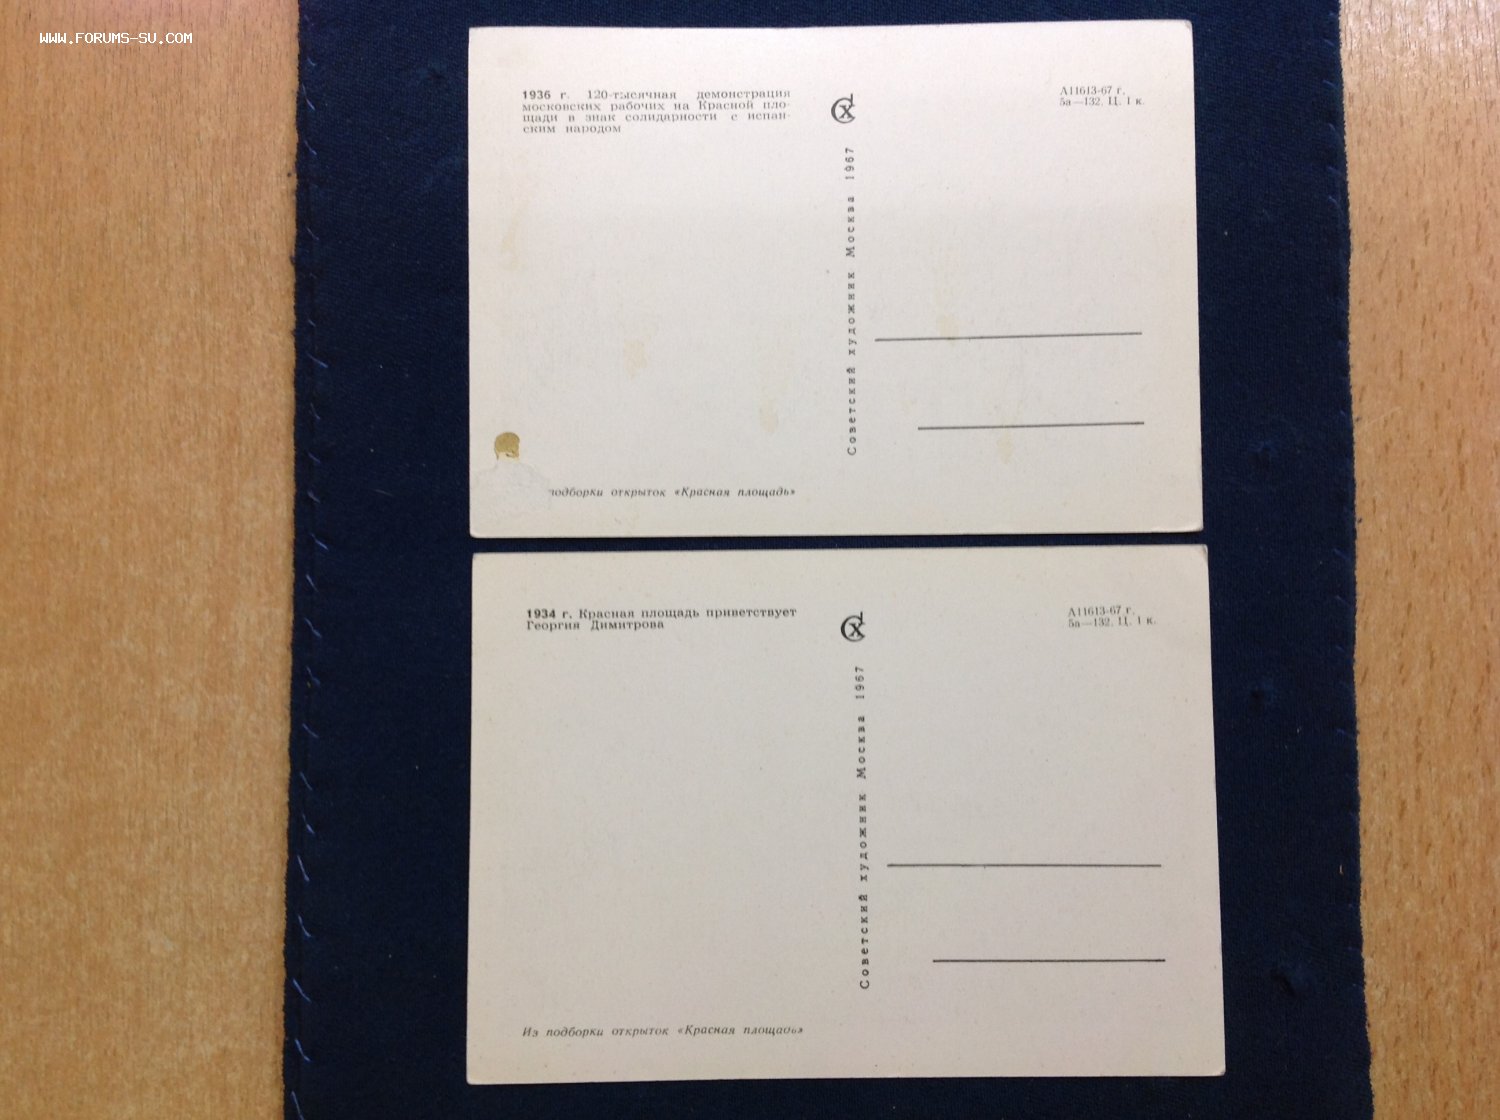 WWW.FORUMS-SU.COM
1936 г. 120-тысячная демонстрация
московских рабочих на Красной пло-
щади в знак солидарности с испан-
ским народом
СХ
А11613-67 г.
5а—132. Ц. 1 к.
Советский художник Москва 1967
подборки открыток «Красная площадь»
1934 г. Красная площадь приветствует
Георгия Димитрова
СХ
А11613-67 г.
5а—132. Ц. 1 к.
Советский художник Москва 1967
Из подборки открыток «Красная площадь»